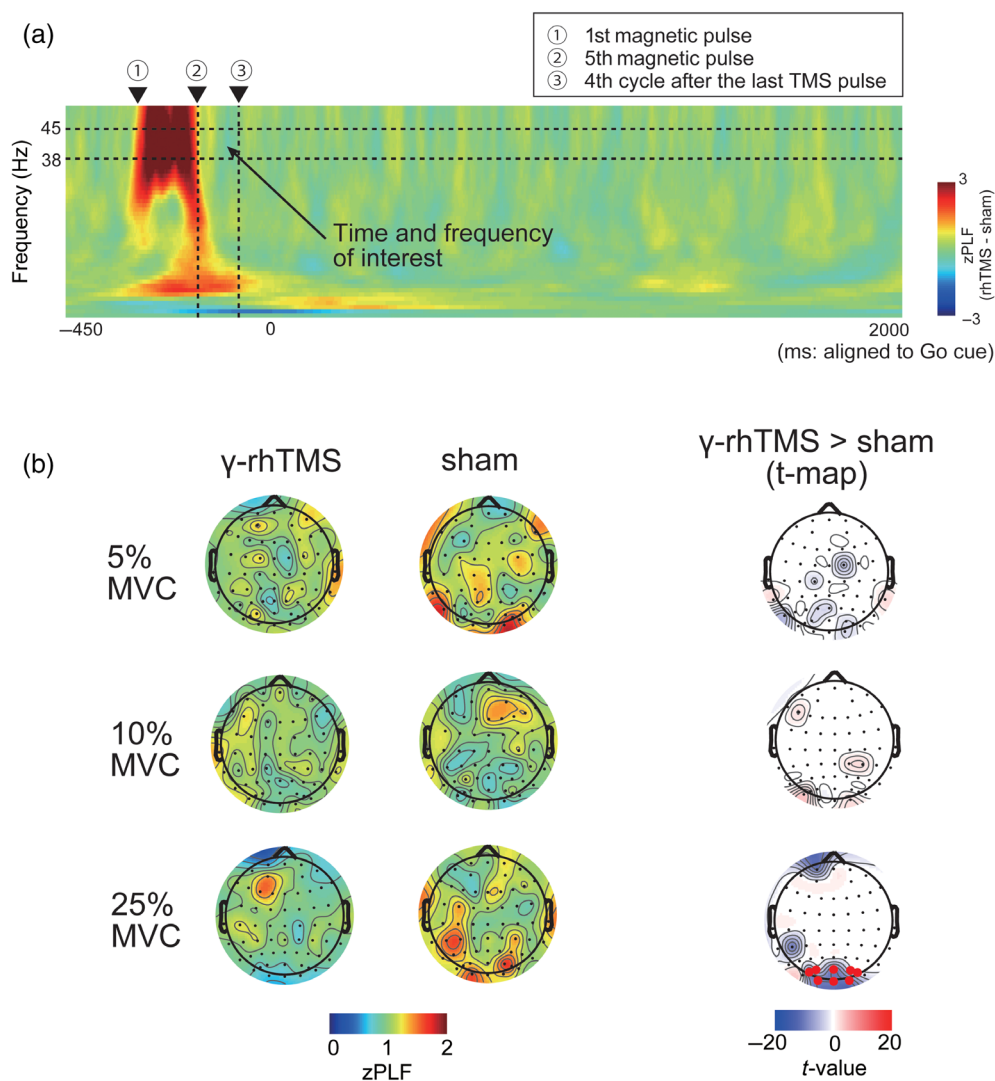 (a)
① 1st magnetic pulse
② 5th magnetic pulse
③ 4th cycle after the last TMS pulse
① ② ③
45
38
Frequency (Hz)
Time and frequency
of interest
3
zPLF
(rhTMS - sham)
–3
–450 0 2000
(ms: aligned to Go cue)
(b)
γ-rhTMS sham γ-rhTMS > sham
(t-map)
5%
MVC
10%
MVC
25%
MVC
0 1 2
zPLF
–20 0 20
t-value